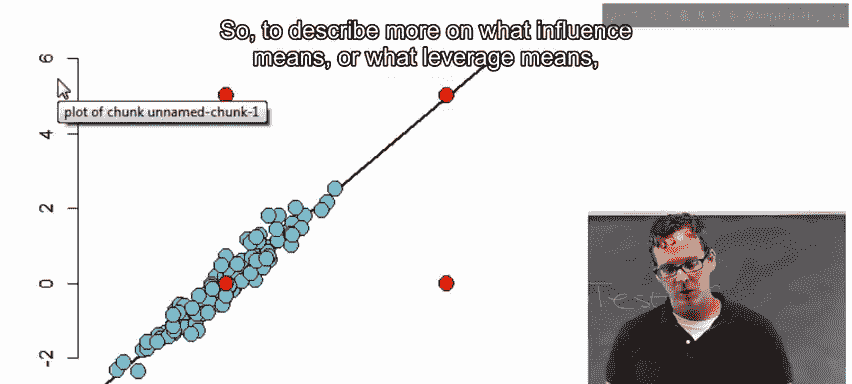 So, to describe more on what influence
means, or what leverage means,
6
plot of chunk unnamed-chunk-1
4
2
0
-2
Test